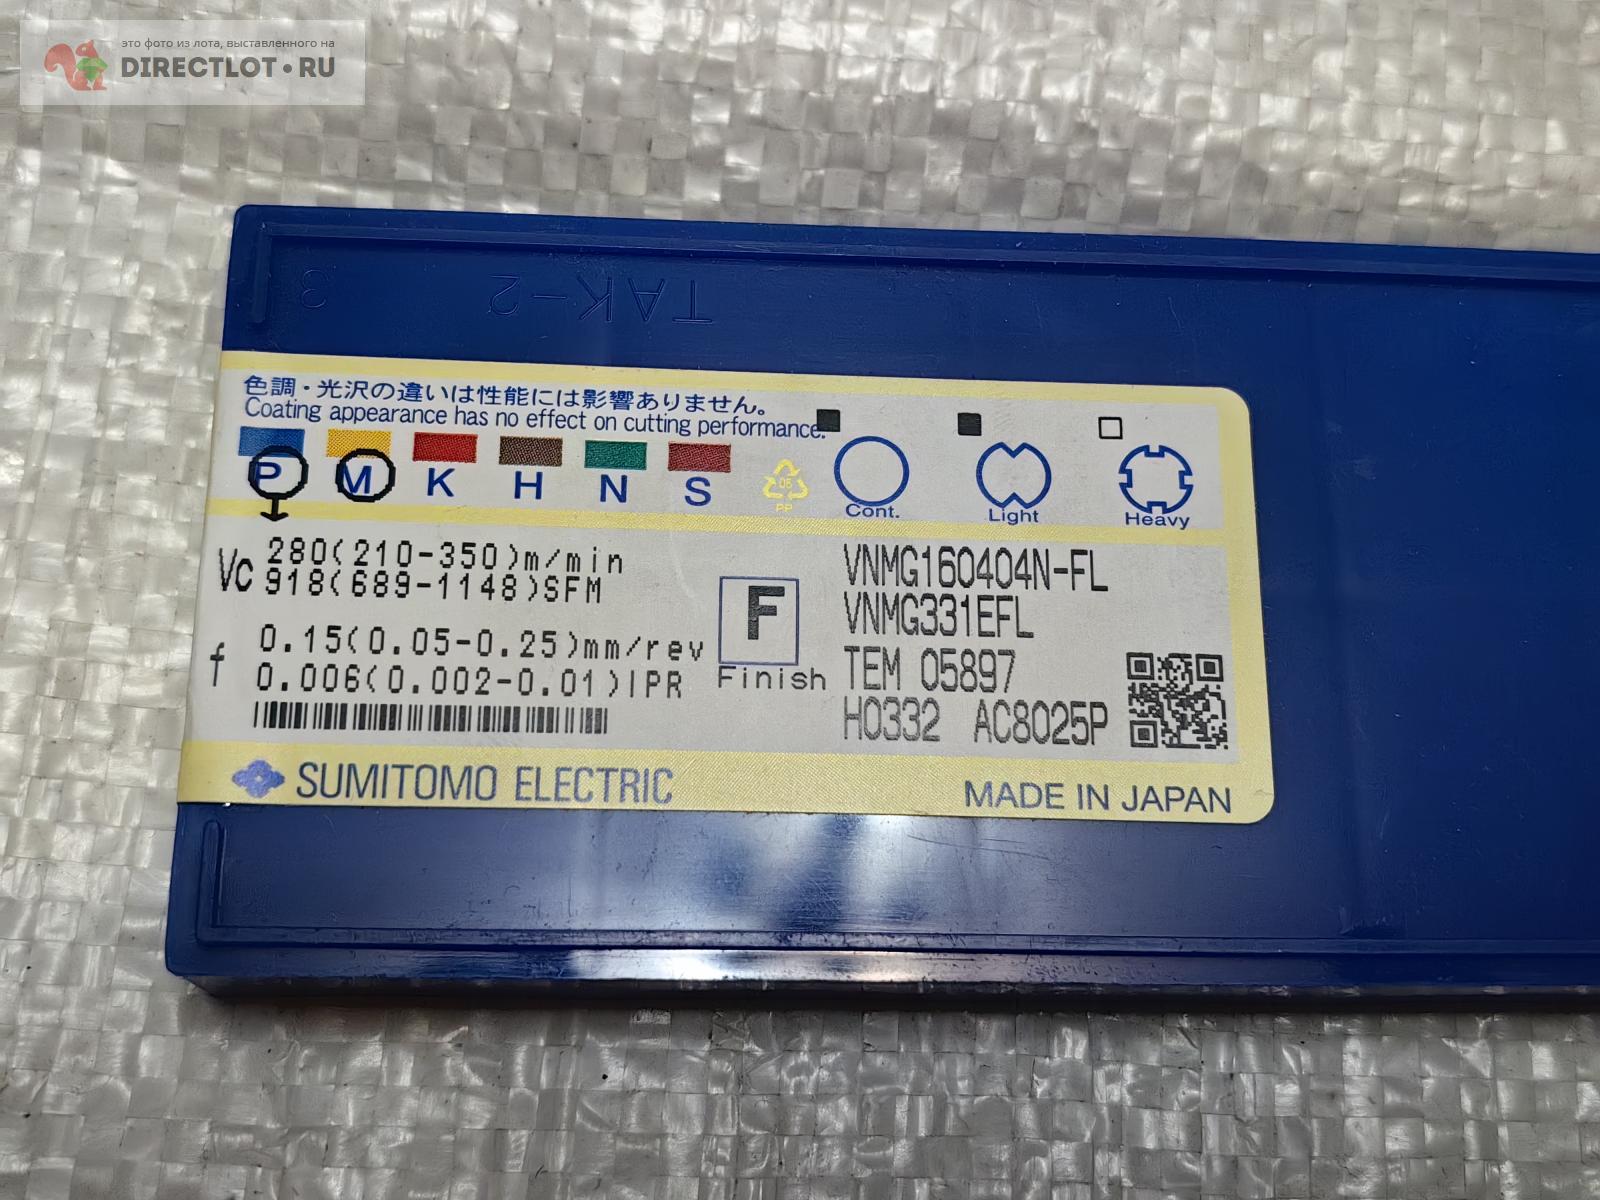 это фото из лота, выставленного на
DIRECTLOT•RU
3 TAK-2
色調・光沢の違いは性能には影響ありません。
Coating appearance has no effect on cutting performance.
P M K H N S
05
PP
Cont. Light Heavy
Vc 280(210-350)m/min
918(689-1148)SFM
f 0.15(0.05-0.25)mm/rev
0.006(0.002-0.01)IPR
F
Finish
VNMG160404N-FL
VNMG331EFL
TEM 05897
H0332 AC8025P
SUMITOMO ELECTRIC
MADE IN JAPAN